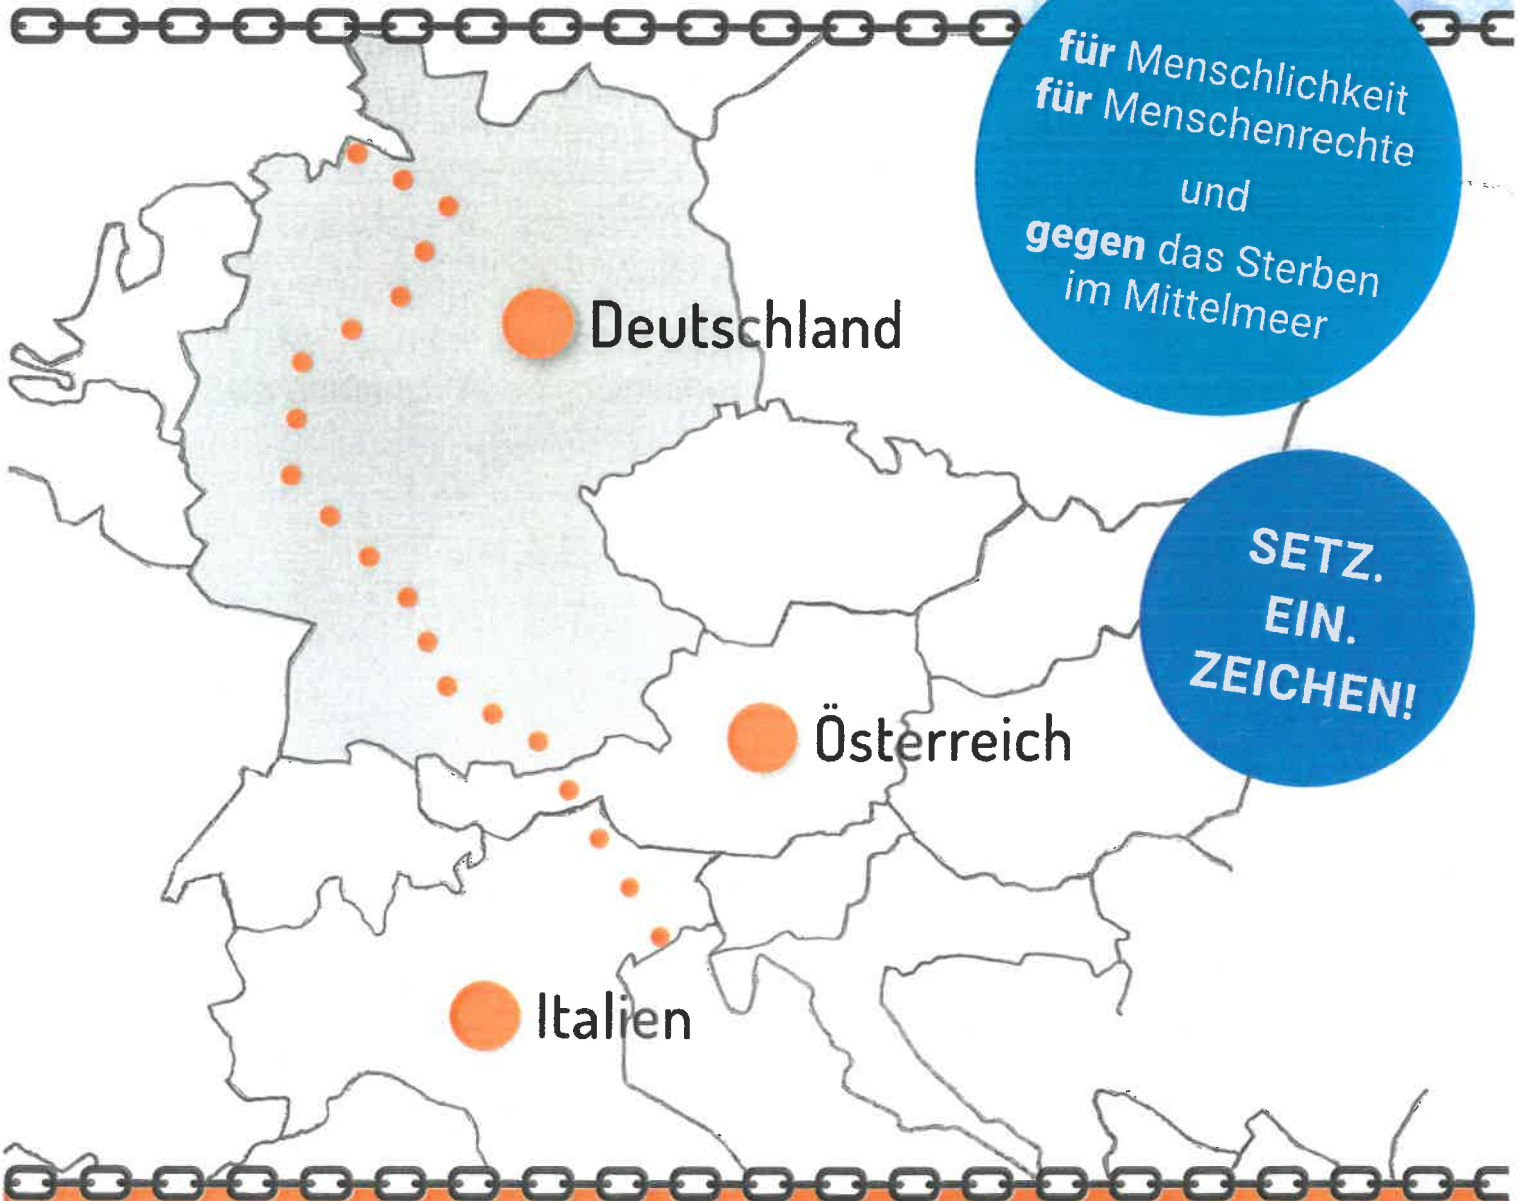 für Menschlichkeit
für Menschenrechte
und
gegen das Sterben
im Mittelmeer
Deutschland
SETZ.
EIN.
ZEICHEN!
Österreich
Italien